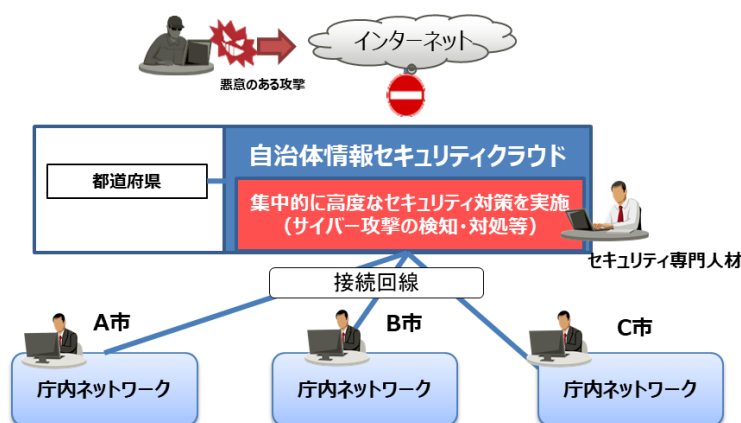 インターネット
悪意のある攻撃
自治体情報セキュリティクラウド
都道府県
集中的に高度なセキュリティ対策を実施
（サイバー攻撃の検知・対処等）
セキュリティ専門人材
接続回線
A市
B市
C市
庁内ネットワーク
庁内ネットワーク
庁内ネットワーク